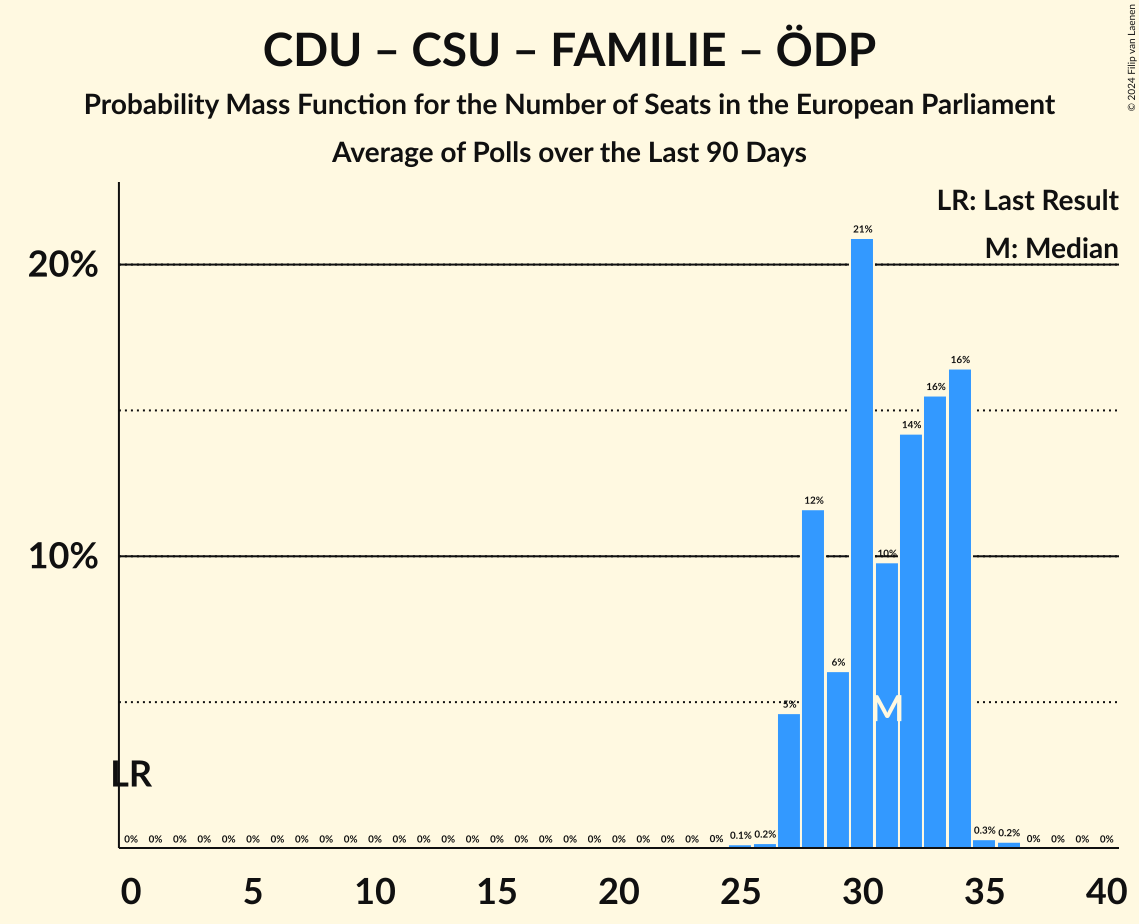 CDU – CSU – FAMILIE – ÖDP
Probability Mass Function for the Number of Seats in the European Parliament
Average of Polls over the Last 90 Days
© 2024 Filip van Laenen
LR: Last Result
M: Median
20%
10%
21%
16%
16%
14%
12%
10%
6%
5%
M
LR
0% 0% 0% 0% 0% 0% 0% 0% 0% 0% 0% 0% 0% 0% 0% 0% 0% 0% 0% 0% 0% 0% 0% 0% 0% 0.1% 0.2% 0.3% 0.2% 0% 0% 0% 0%
0 5 10 15 20 25 30 35 40